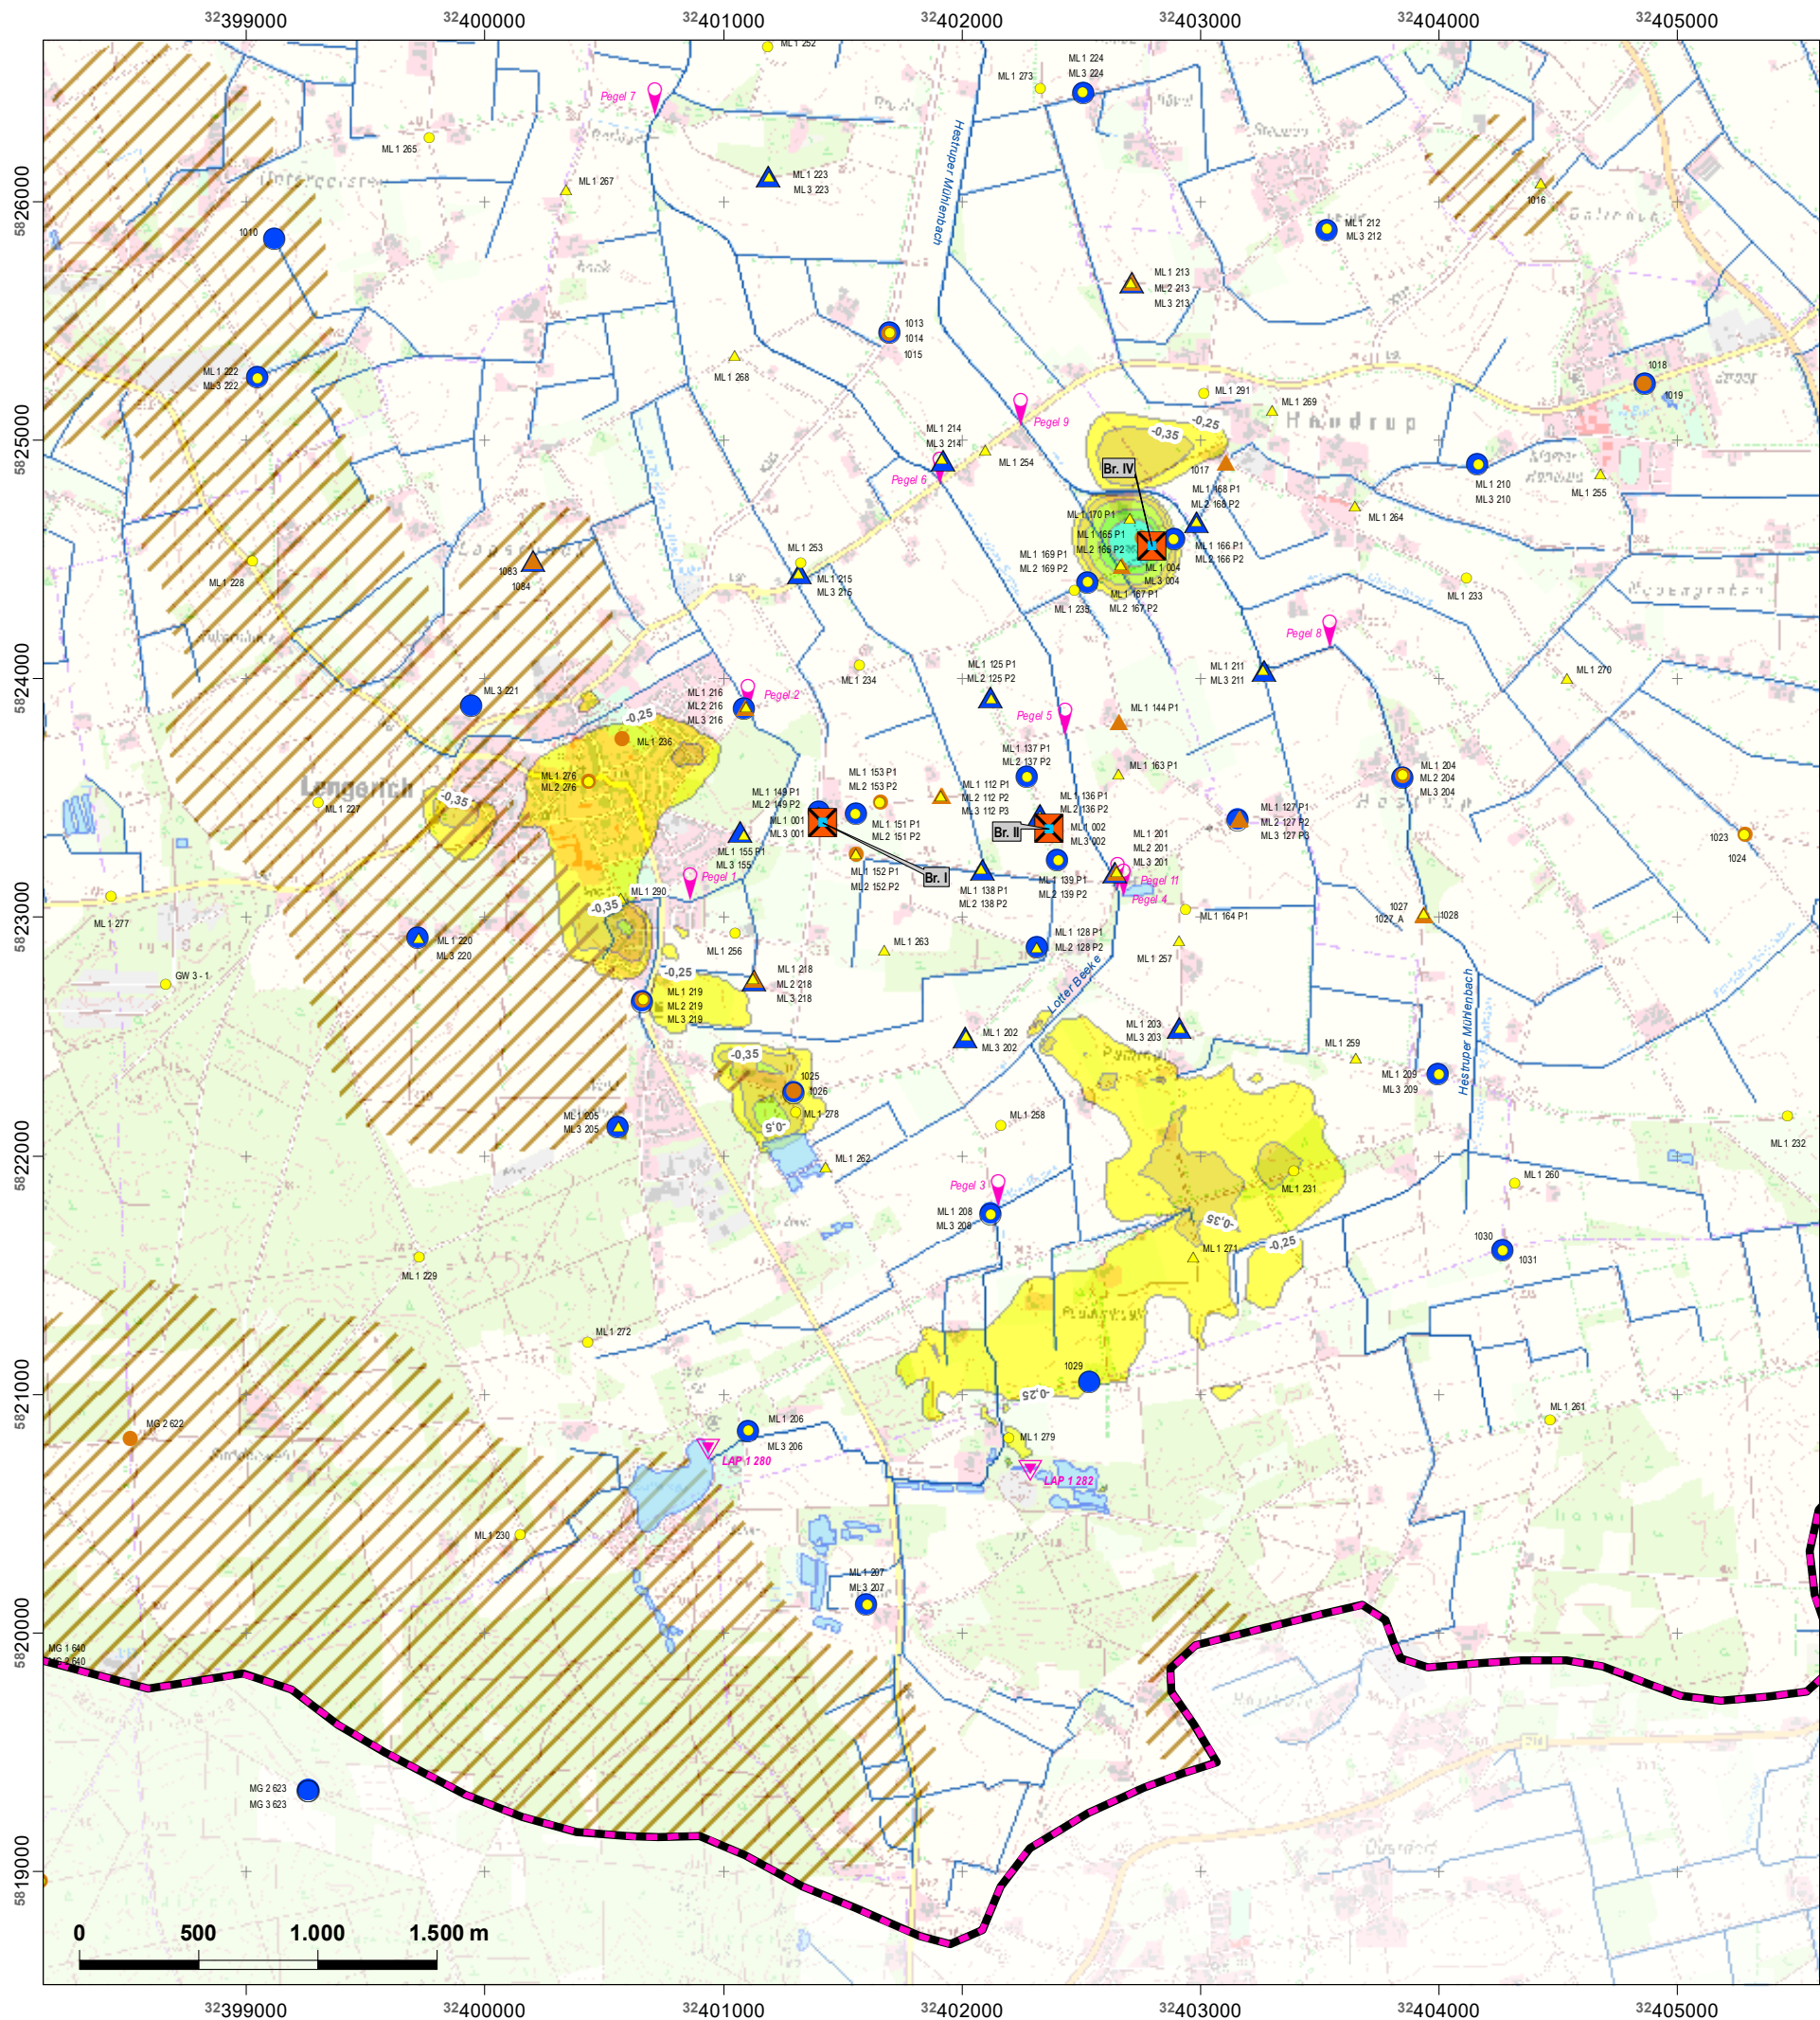 32399000 32400000 32401000 32402000 32403000 32404000 32405000
5826000
5825000
5824000
5823000
5822000
5821000
5820000
5819000
ML 1 252
ML 1 273
ML 1 224
ML 3 224
Pegel 7
ML 1 265
ML 1 267
ML 1 223
ML 3 223
Hestruper Mühlenbach
1016
1010
ML 1 212
ML 3 212
ML 1 213
ML 2 213
ML 3 213
1013
1014
1015
ML 1 268
ML 1 222
ML 3 222
1018
1019
ML 1 291
ML 1 269
Handrup
Pegel 9
-0,25
-0,35
ML 1 214
ML 3 214
ML 1 254
Pegel 6
Br. IV
1017
ML 1 210
ML 3 210
ML 1 255
ML 1 168 P1
ML 2 168 P2
ML 1 264
ML 1 170 P1
ML 1 165 P1
ML 2 165 P2
ML 1 166 P1
ML 2 166 P2
ML 1 169 P1
ML 2 169 P2
ML 1 004
ML 3 004
ML 1 167 P1
ML 2 167 P2
ML 1 235
ML 1 233
ML 1 253
ML 1 215
ML 3 215
1083
1084
ML 1 228
Pegel 8
ML 1 234
ML 1 125 P1
ML 2 125 P2
ML 1 211
ML 3 211
ML 1 270
ML 3 221
ML 1 216
ML 2 216
ML 3 216
Pegel 2
-0,25
ML 1 236
Pegel 5
ML 1 144 P1
ML 1 137 P1
ML 2 137 P2
ML 1 163 P1
ML 1 204
ML 2 204
ML 3 204
ML 1 276
ML 2 276
Lengerich
ML 1 227
-0,35
ML 1 149 P1
ML 2 149 P2
ML 1 001
ML 3 001
ML 1 153 P1
ML 2 153 P2
ML 1 151 P1
ML 2 151 P2
ML 1 112 P1
ML 2 112 P2
ML 3 112 P3
ML 1 136 P1
ML 2 136 P2
Br. II
ML 1 002
ML 3 002
ML 1 127 P1
ML 2 127 P2
ML 3 127 P3
1023
1024
ML 1 155 P1
ML 3 155
ML 1 152 P1
ML 2 152 P2
Br. I
ML 1 138 P1
ML 2 138 P2
ML 1 139 P1
ML 2 139 P2
ML 1 201
ML 2 201
ML 3 201
Pegel 11
Pegel 4
Pegel 1
ML 1 290
-0,35
ML 1 277
ML 1 164 P1
1027
1027_A
1028
ML 1 220
ML 3 220
ML 1 256
ML 1 263
ML 1 128 P1
ML 2 128 P2
ML 1 257
GW 3 - 1
-0,25
ML 1 218
ML 2 218
ML 3 218
ML 1 219
ML 2 219
ML 3 219
Lotter Beeke
Hestruper Mühlenbach
ML 1 202
ML 3 202
ML 1 203
ML 3 203
ML 1 259
ML 1 209
ML 3 209
-0,35
1025
1026
ML 1 278
-0,5
ML 1 205
ML 3 205
ML 1 258
ML 1 232
ML 1 262
ML 1 260
ML 1 231
Pegel 3
ML 1 208
ML 3 208
-0,35
-0,25
ML 1 271
1030
1031
ML 1 229
ML 1 272
1029
-0,25
ML 1 261
MG 2 622
ML 1 206
ML 3 206
LAP 1 280
ML 1 279
LAP 1 282
ML 1 230
ML 1 207
ML 3 207
MG 1 640
MG 2 640
MG 2 623
MG 3 623
0 500 1.000 1.500 m
32399000 32400000 32401000 32402000 32403000 32404000 32405000